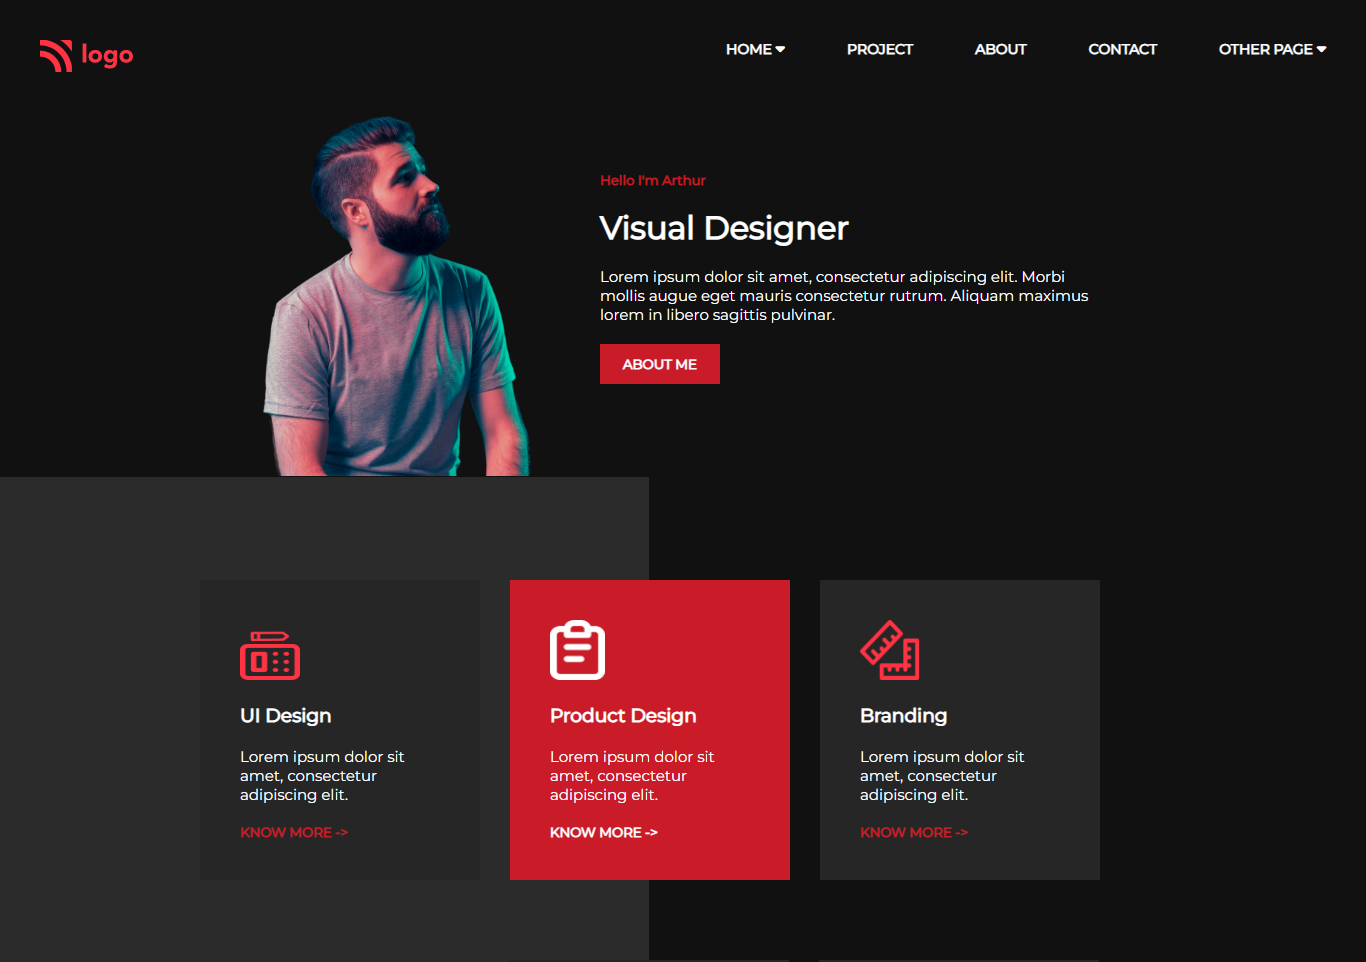 logo
HOME
PROJECT
ABOUT
CONTACT
OTHER PAGE
Hello I'm Arthur
Visual Designer
Lorem ipsum dolor sit amet, consectetur adipiscing elit. Morbi
mollis augue eget mauris consectetur rutrum. Aliquam maximus
lorem in libero sagittis pulvinar.
ABOUT ME
UI Design
Lorem ipsum dolor sit
amet, consectetur
adipiscing elit.
KNOW MORE ->
Product Design
Lorem ipsum dolor sit
amet, consectetur
adipiscing elit.
KNOW MORE ->
Branding
Lorem ipsum dolor sit
amet, consectetur
adipiscing elit.
KNOW MORE ->